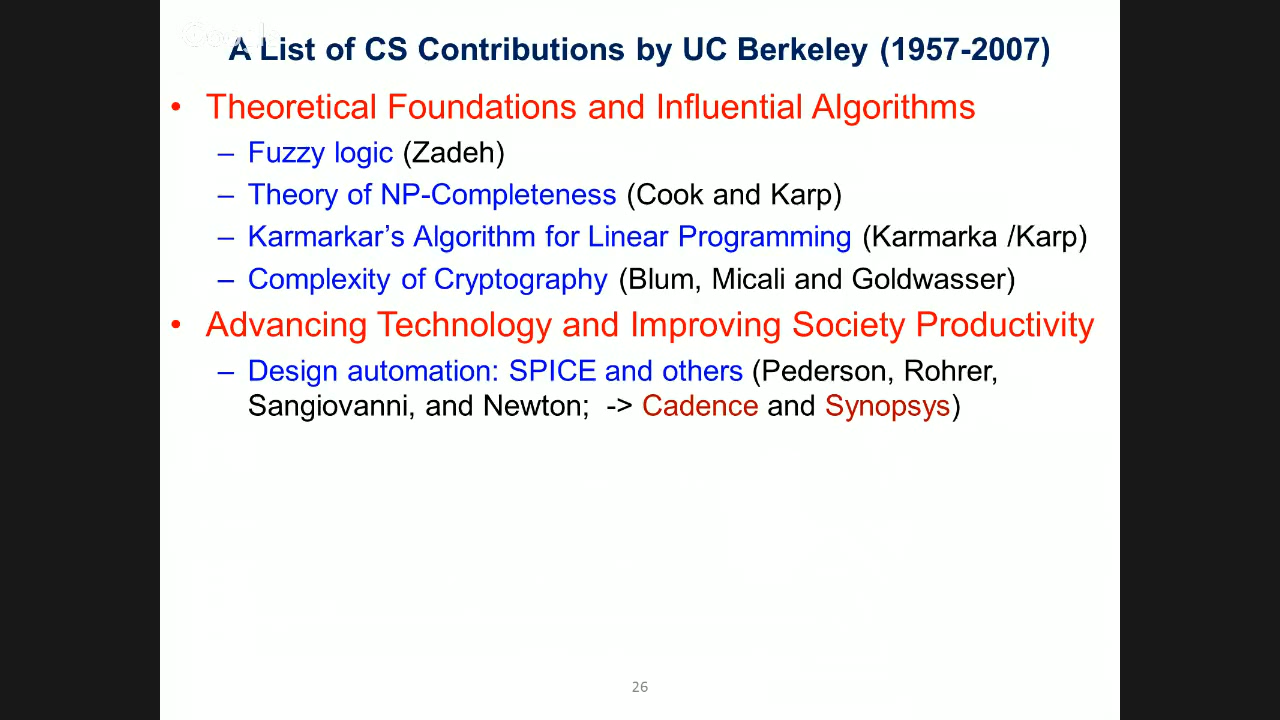 Google
A List of CS Contributions by UC Berkeley (1957-2007)
• Theoretical Foundations and Influential Algorithms
– Fuzzy logic (Zadeh)
– Theory of NP-Completeness (Cook and Karp)
– Karmarkar’s Algorithm for Linear Programming (Karmarka /Karp)
– Complexity of Cryptography (Blum, Micali and Goldwasser)
• Advancing Technology and Improving Society Productivity
– Design automation: SPICE and others (Pederson, Rohrer,
Sangiovanni, and Newton;  -> Cadence and Synopsys)
26